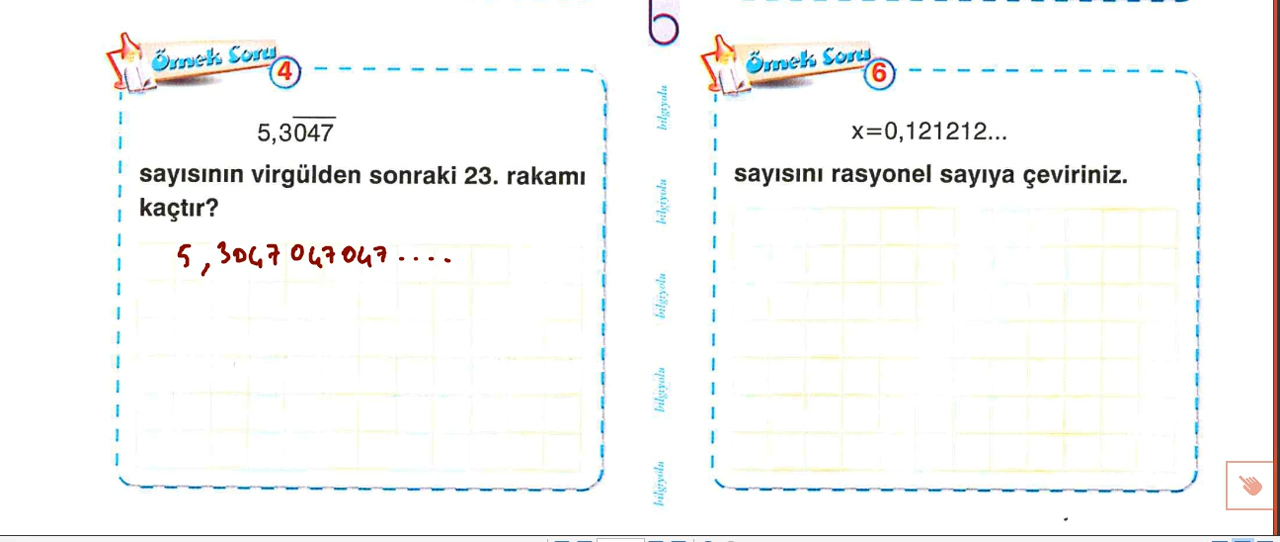 Örnek Soru 4
5,3047
sayısının virgülden sonraki 23. rakamı
kaçtır?
5,3047047047....
bilgiyolu
bilgiyolu
bilgiyolu
bilgiyolu
bilgiyolu
Örnek Soru 6
x=0,121212...
sayısını rasyonel sayıya çeviriniz.